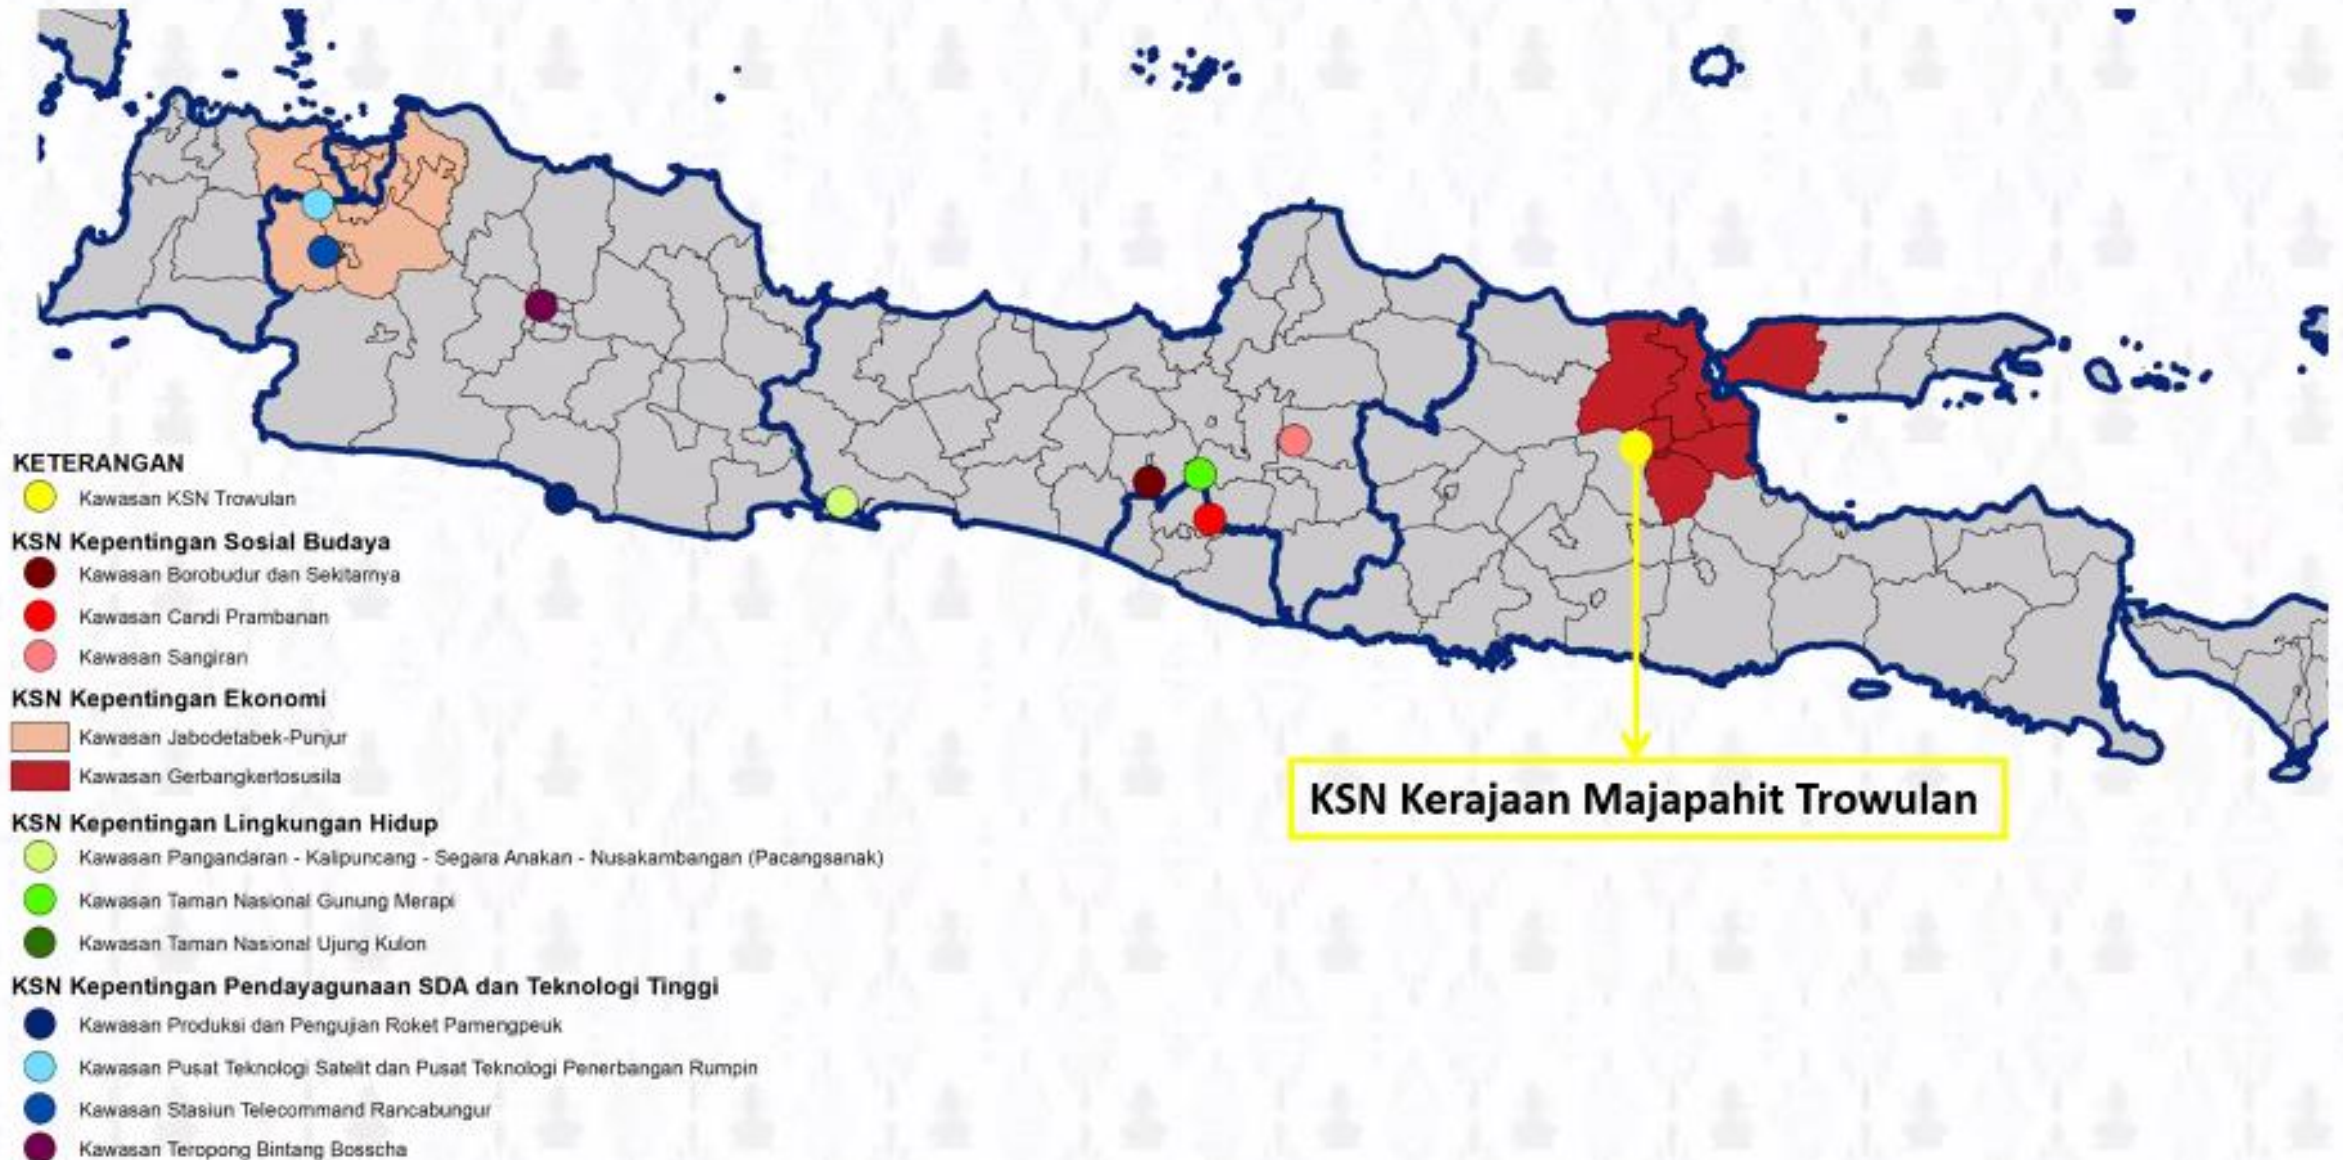 KETERANGAN
Kawasan KSN Trowulan
KSN Kepentingan Sosial Budaya
Kawasan Borobudur dan Sekitarnya
Kawasan Candi Prambanan
Kawasan Sangiran
KSN Kepentingan Ekonomi
Kawasan Jabodetabek-Punjur
Kawasan Gerbangkertosusila
KSN Kepentingan Lingkungan Hidup
Kawasan Pangandaran - Kalipuncang - Segara Anakan - Nusakambangan (Pacangsanak)
Kawasan Taman Nasional Gunung Merapi
Kawasan Taman Nasional Ujung Kulon
KSN Kepentingan Pendayagunaan SDA dan Teknologi Tinggi
Kawasan Produksi dan Pengujian Roket Pamengpeuk
Kawasan Pusat Teknologi Satelit dan Pusat Teknologi Penerbangan Rumpin
Kawasan Stasiun Telecommand Rancabungur
Kawasan Teropong Bintang Bosscha
KSN Kerajaan Majapahit Trowulan